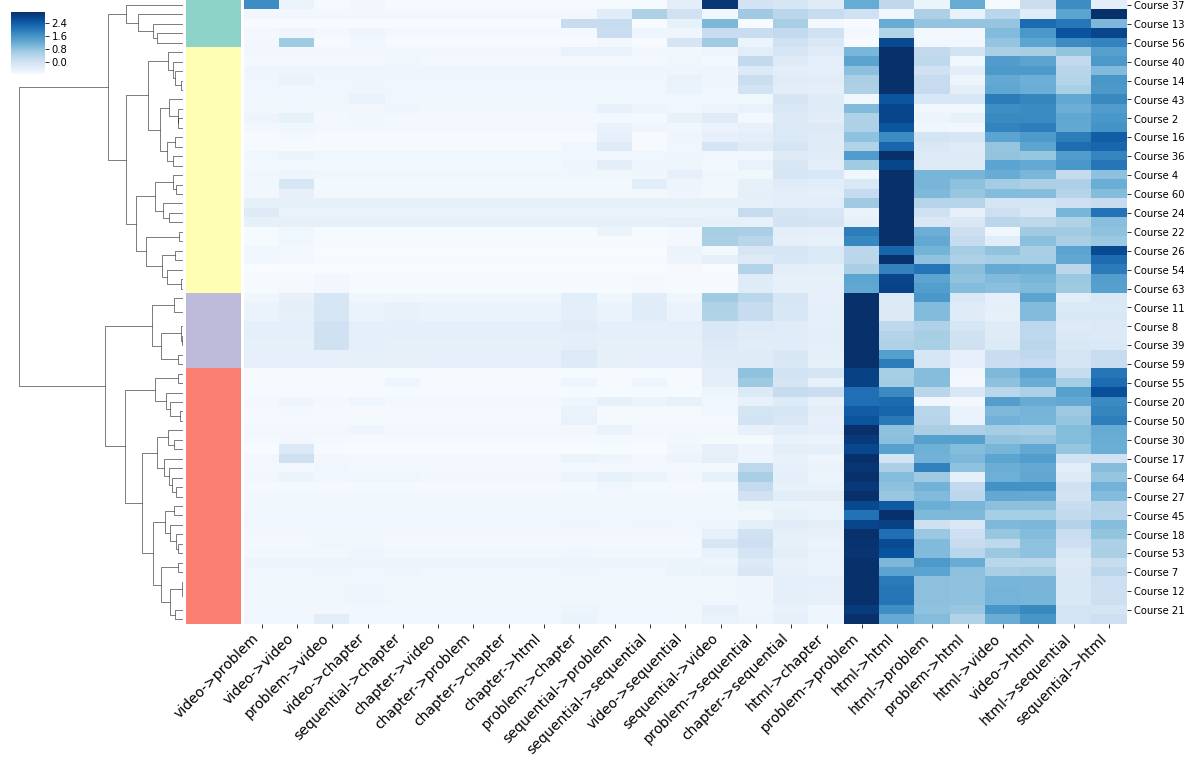 2.4
1.6
0.8
0.0
Course 37
Course 13
Course 56
Course 40
Course 14
Course 43
Course 2
Course 16
Course 36
Course 4
Course 60
Course 24
Course 22
Course 26
Course 54
Course 63
Course 11
Course 8
Course 39
Course 59
Course 55
Course 20
Course 50
Course 30
Course 17
Course 64
Course 27
Course 45
Course 18
Course 53
Course 7
Course 12
Course 21
video->problem
video->video
problem->video
video->chapter
sequential->chapter
chapter->video
chapter->problem
chapter->chapter
chapter->html
problem->chapter
sequential->problem
sequential->sequential
video->sequential
sequential->video
problem->sequential
chapter->sequential
html->chapter
problem->problem
html->html
html->problem
problem->html
html->video
video->html
html->sequential
sequential->html